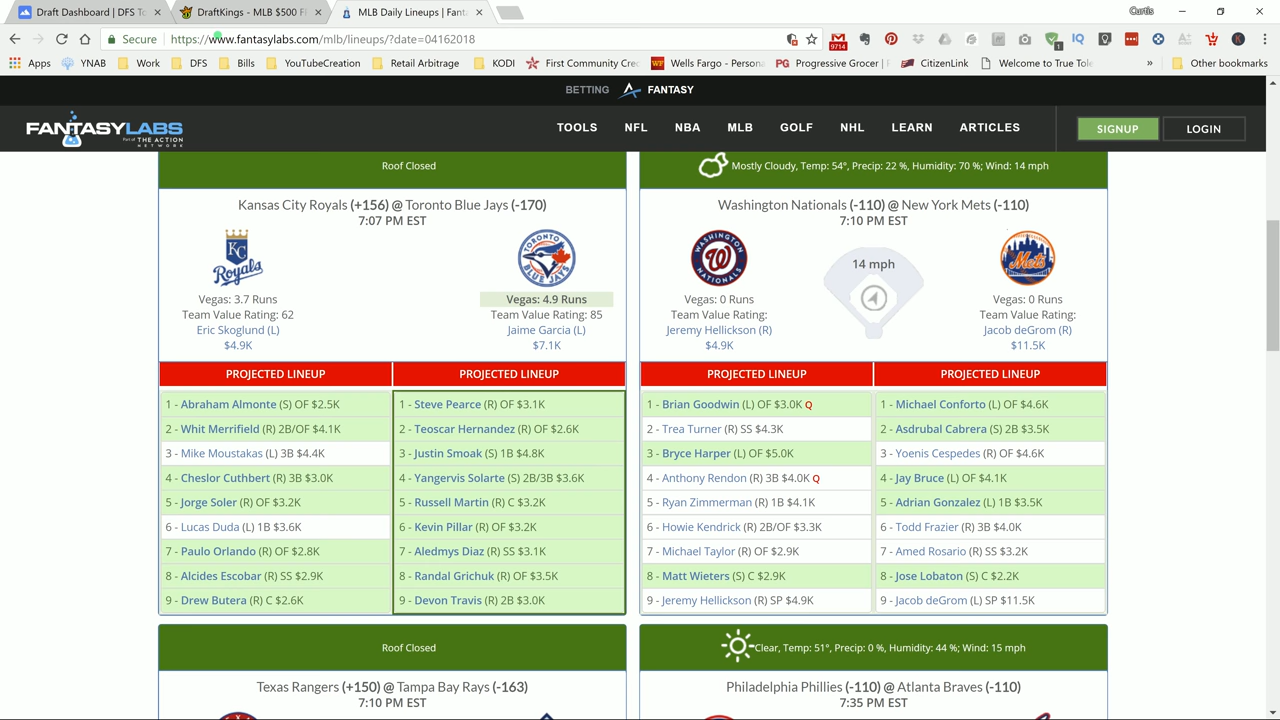 Draft Dashboard | DFS To
DraftKings - MLB $500 Fl
MLB Daily Lineups | Fanta
Curtis
Secure
https://www.fantasylabs.com/mlb/lineups/?date=04162018
9714
1
IQ
K
Apps
YNAB
Work
DFS
Bills
YouTubeCreation
Retail Arbitrage
KODI
First Community Cre
Wells Fargo - Persona
Progressive Grocer |
CitizenLink
Welcome to True Tole
»
Other bookmarks
BETTING
FANTASY
FANTASYLABS
Part of THE ACTION
NETWORK
TOOLS
NFL
NBA
MLB
GOLF
NHL
LEARN
ARTICLES
SIGNUP
LOGIN
Roof Closed
Kansas City Royals (+156) @ Toronto Blue Jays (-170)
7:07 PM EST
KC
Royals
TORONTO
BLUE JAYS
Vegas: 3.7 Runs
Team Value Rating: 62
Eric Skoglund (L)
$4.9K
Vegas: 4.9 Runs
Team Value Rating: 85
Jaime Garcia (L)
$7.1K
PROJECTED LINEUP
1 - Abraham Almonte (S) OF $2.5K
2 - Whit Merrifield (R) 2B/OF $4.1K
3 - Mike Moustakas (L) 3B $4.4K
4 - Cheslor Cuthbert (R) 3B $3.0K
5 - Jorge Soler (R) OF $3.2K
6 - Lucas Duda (L) 1B $3.6K
7 - Paulo Orlando (R) OF $2.8K
8 - Alcides Escobar (R) SS $2.9K
9 - Drew Butera (R) C $2.6K
PROJECTED LINEUP
1 - Steve Pearce (R) OF $3.1K
2 - Teoscar Hernandez (R) OF $2.6K
3 - Justin Smoak (S) 1B $4.8K
4 - Yangervis Solarte (S) 2B/3B $3.6K
5 - Russell Martin (R) C $3.2K
6 - Kevin Pillar (R) OF $3.2K
7 - Aledmys Diaz (R) SS $3.1K
8 - Randal Grichuk (R) OF $3.5K
9 - Devon Travis (R) 2B $3.0K
Mostly Cloudy, Temp: 54°, Precip: 22 %, Humidity: 70 %; Wind: 14 mph
Washington Nationals (-110) @ New York Mets (-110)
7:10 PM EST
W
14 mph
Mets
Vegas: 0 Runs
Team Value Rating:
Jeremy Hellickson (R)
$4.9K
Vegas: 0 Runs
Team Value Rating:
Jacob deGrom (R)
$11.5K
PROJECTED LINEUP
1 - Brian Goodwin (L) OF $3.0K Q
2 - Trea Turner (R) SS $4.3K
3 - Bryce Harper (L) OF $5.0K
4 - Anthony Rendon (R) 3B $4.0K Q
5 - Ryan Zimmerman (R) 1B $4.1K
6 - Howie Kendrick (R) 2B/OF $3.3K
7 - Michael Taylor (R) OF $2.9K
8 - Matt Wieters (S) C $2.9K
9 - Jeremy Hellickson (R) SP $4.9K
PROJECTED LINEUP
1 - Michael Conforto (L) OF $4.6K
2 - Asdrubal Cabrera (S) 2B $3.5K
3 - Yoenis Cespedes (R) OF $4.6K
4 - Jay Bruce (L) OF $4.1K
5 - Adrian Gonzalez (L) 1B $3.5K
6 - Todd Frazier (R) 3B $4.0K
7 - Amed Rosario (R) SS $3.2K
8 - Jose Lobaton (S) C $2.2K
9 - Jacob deGrom (L) SP $11.5K
Roof Closed
Texas Rangers (+150) @ Tampa Bay Rays (-163)
7:10 PM EST
Clear, Temp: 51°, Precip: 0 %, Humidity: 44 %; Wind: 15 mph
Philadelphia Phillies (-110) @ Atlanta Braves (-110)
7:35 PM EST